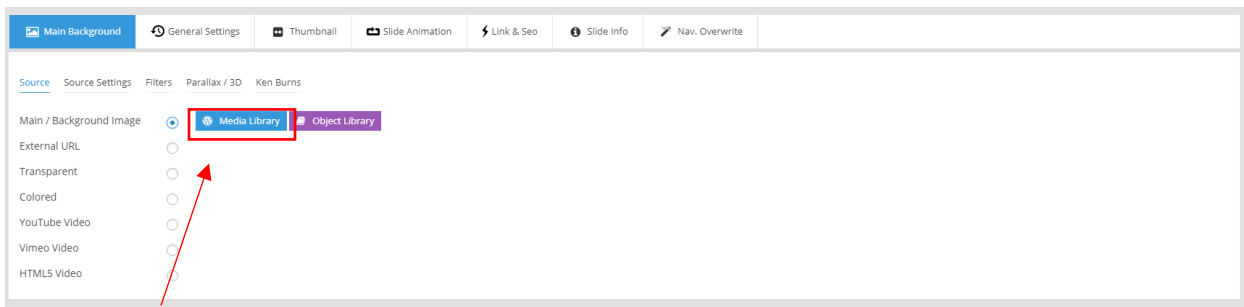 Main Background General Settings Thumbnail Slide Animation Link & Seo Slide Info Nav. Overwrite
Source Source Settings Filters Parallax / 3D Ken Burns
Main / Background Image Media Library Object Library
External URL
Transparent
Colored
YouTube Video
Vimeo Video
HTML5 Video